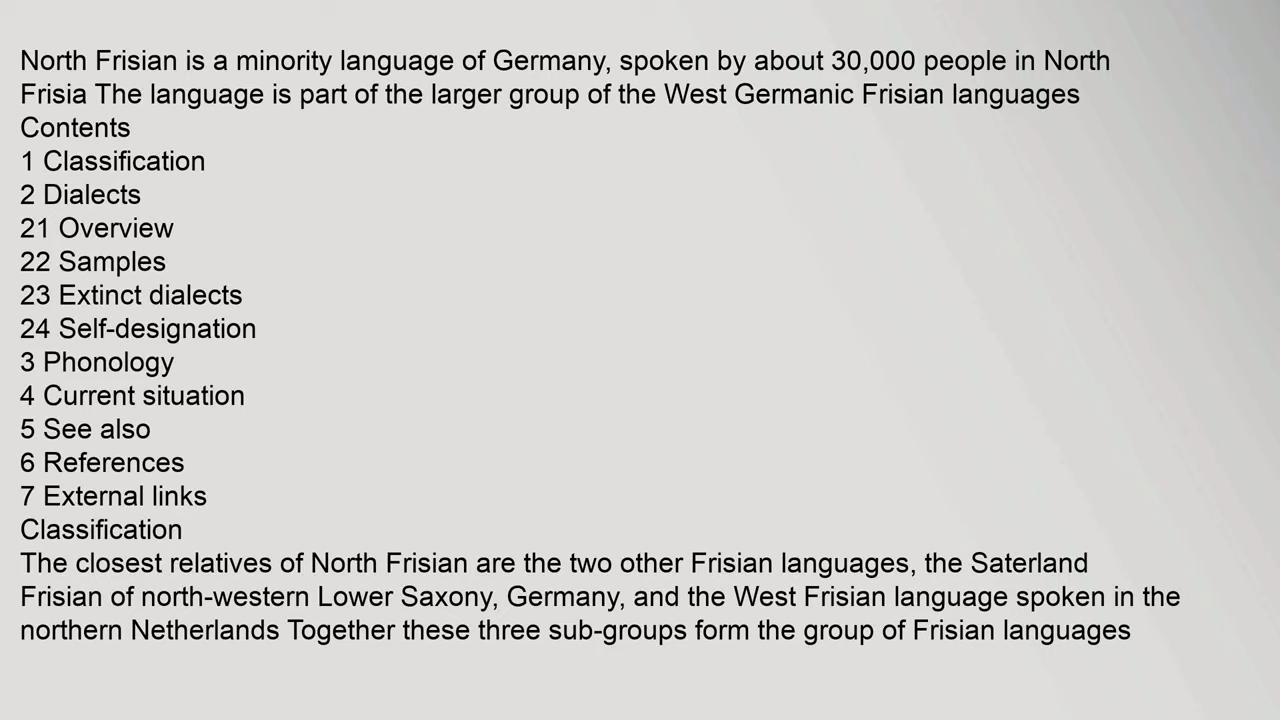 North Frisian is a minority language of Germany, spoken by about 30,000 people in North
Frisia The language is part of the larger group of the West Germanic Frisian languages
Contents
1 Classification
2 Dialects
21 Overview
22 Samples
23 Extinct dialects
24 Self-designation
3 Phonology
4 Current situation
5 See also
6 References
7 External links
Classification
The closest relatives of North Frisian are the two other Frisian languages, the Saterland
Frisian of north-western Lower Saxony, Germany, and the West Frisian language spoken in the
northern Netherlands Together these three sub-groups form the group of Frisian languages